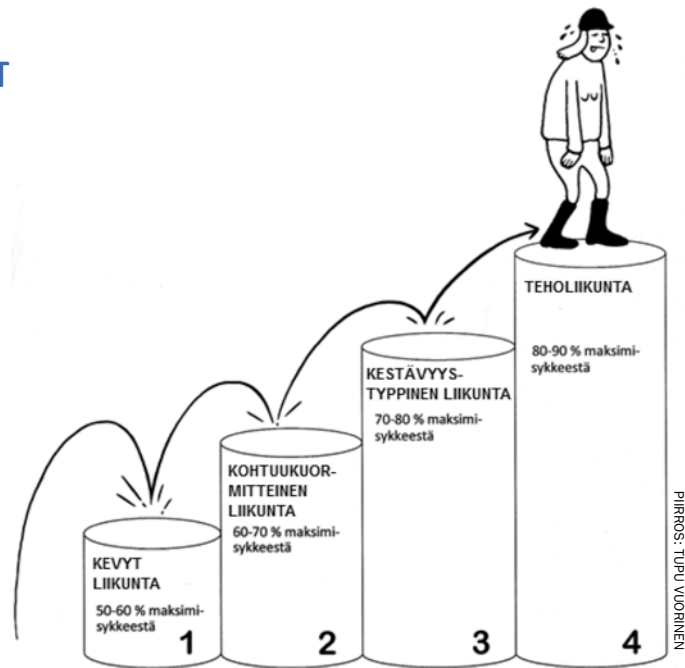 T
KEVYT
LIIKUNTA
50-60 % maksimi-
sykkeestä
1
KOHTUUKUOR-
MITTEINEN
LIIKUNTA
60-70 % maksimi-
sykkeestä
2
KESTÄVYYS-
TYPPINEN LIIKUNTA
70-80 % maksimi-
sykkeestä
3
TEHOLIIKUNTA
80-90 % maksimi-
sykkeestä
4
PIIRROS: TUPU VUORINEN